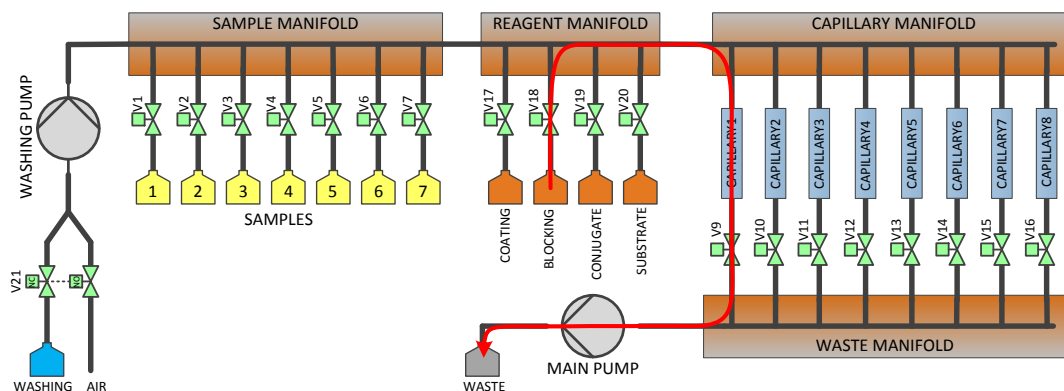 SAMPLE MANIFOLD
REAGENT MANIFOLD
CAPILLARY MANIFOLD
WASHING PUMP
V1
V2
V3
V4
V5
V6
V7
V17
V18
V19
V20
CAPILLARY1
CAPILLARY2
CAPILLARY3
CAPILLARY4
CAPILLARY5
CAPILLARY6
CAPILLARY7
CAPILLARY8
1
2
3
4
5
6
7
SAMPLES
COATING
BLOCKING
CONJUGATE
SUBSTRATE
V9
V10
V11
V12
V13
V14
V15
V16
V21
NC
NO
WASHING
AIR
WASTE
MAIN PUMP
WASTE MANIFOLD